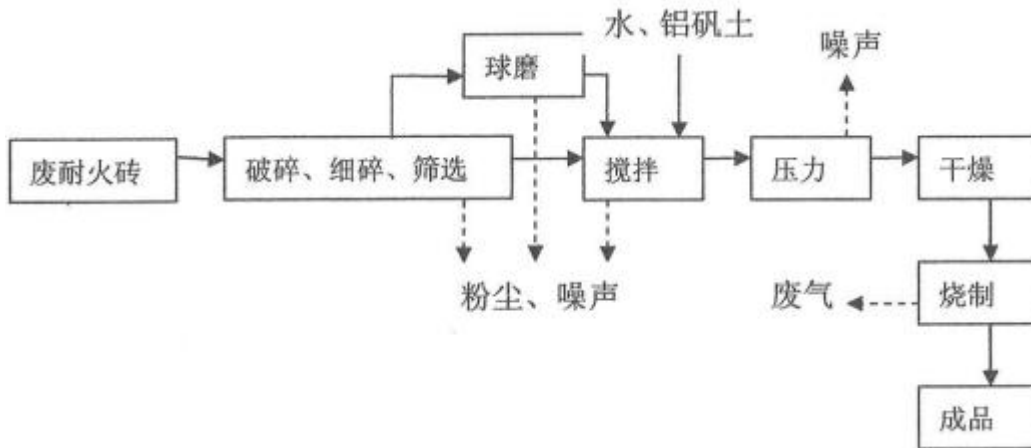 水、铝矾土
噪声
球磨
废耐火砖
破碎、细碎、筛选
搅拌
压力
干燥
粉尘、噪声
废气
烧制
成品